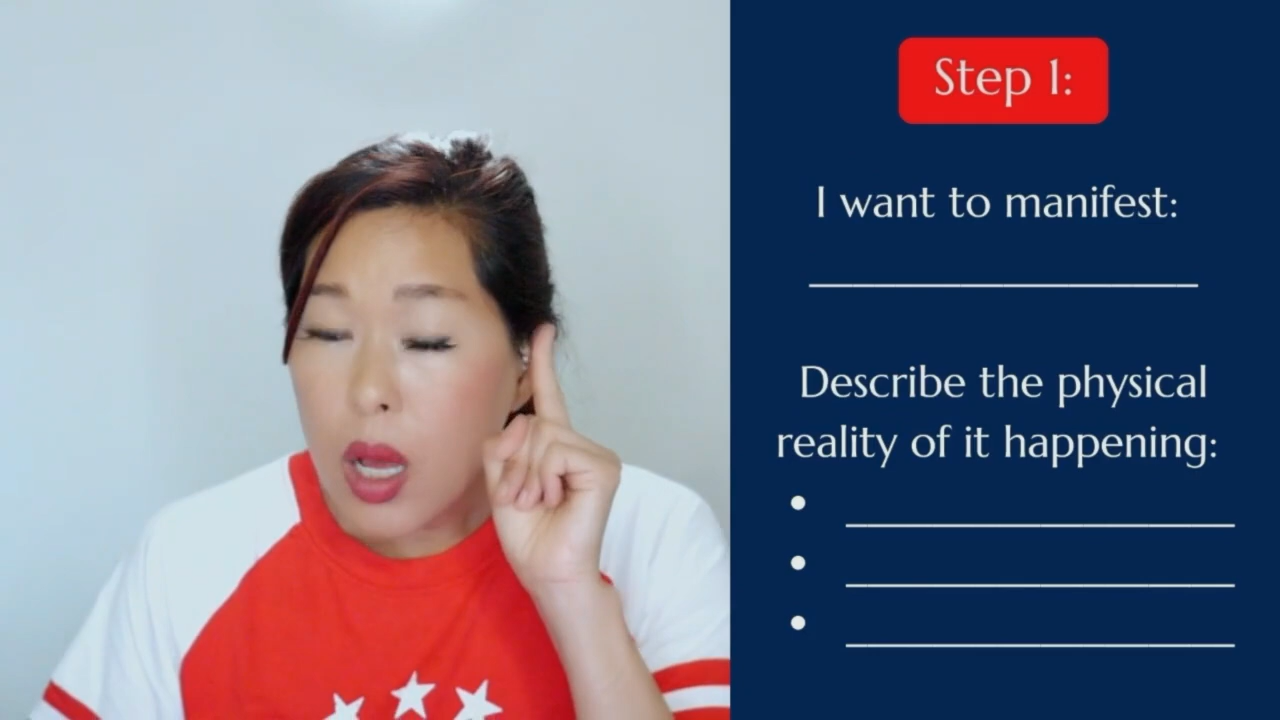 Step 1:
I want to manifest:
Describe the physical
reality of it happening: